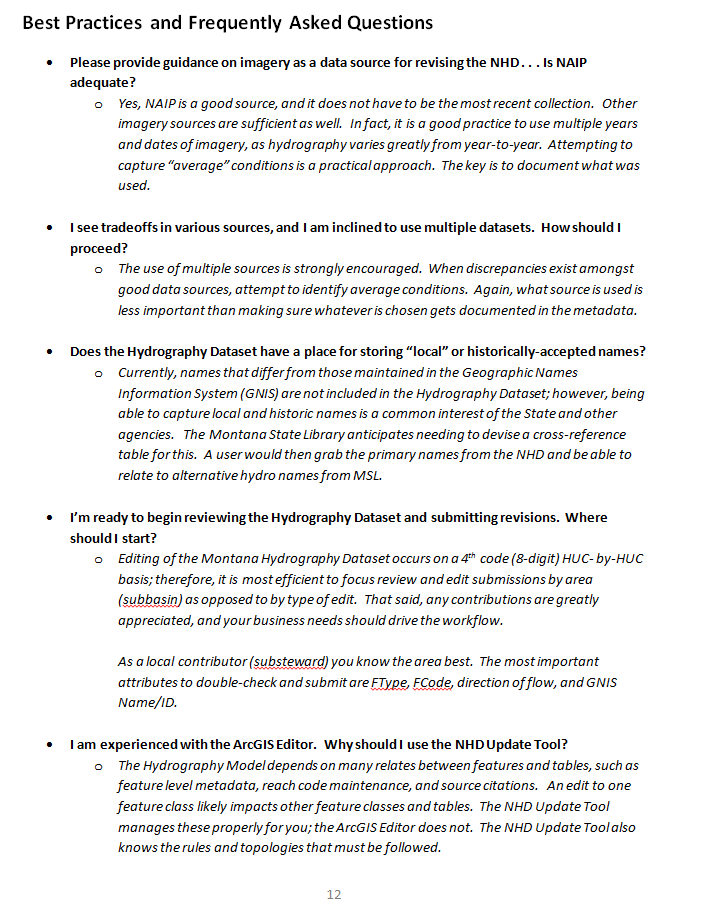 Best Practices and Frequently Asked Questions
• Please provide guidance on imagery as a data source for revising the NHD . . . Is NAIP
adequate?
o Yes, NAIP is a good source, and it does not have to be the most recent collection. Other
imagery sources are sufficient as well. In fact, it is a good practice to use multiple years
and dates of imagery, as hydrography varies greatly from year-to-year. Attempting to
capture “average” conditions is a practical approach. The key is to document what was
used.
• I see tradeoffs in various sources, and I am inclined to use multiple datasets. How should I
proceed?
o The use of multiple sources is strongly encouraged. When discrepancies exist amongst
good data sources, attempt to identify average conditions. Again, what source is used is
less important than making sure whatever is chosen gets documented in the metadata.
• Does the Hydrography Dataset have a place for storing “local” or historically-accepted names?
o Currently, names that differ from those maintained in the Geographic Names
Information System (GNIS) are not included in the Hydrography Dataset; however, being
able to capture local and historic names is a common interest of the State and other
agencies. The Montana State Library anticipates needing to devise a cross-reference
table for this. A user would then grab the primary names from the NHD and be able to
relate to alternative hydro names from MSL.
• I’m ready to begin reviewing the Hydrography Dataset and submitting revisions. Where
should I start?
o Editing of the Montana Hydrography Dataset occurs on a 4th code (8-digit) HUC- by-HUC
basis; therefore, it is most efficient to focus review and edit submissions by area
(subbasin) as opposed to by type of edit. That said, any contributions are greatly
appreciated, and your business needs should drive the workflow.
As a local contributor (substeward) you know the area best. The most important
attributes to double-check and submit are FType, FCode, direction of flow, and GNIS
Name/ID.
• I am experienced with the ArcGIS Editor. Why should I use the NHD Update Tool?
o The Hydrography Model depends on many relates between features and tables, such as
feature level metadata, reach code maintenance, and source citations. An edit to one
feature class likely impacts other feature classes and tables. The NHD Update Tool
manages these properly for you; the ArcGIS Editor does not. The NHD Update Tool also
knows the rules and topologies that must be followed.
12